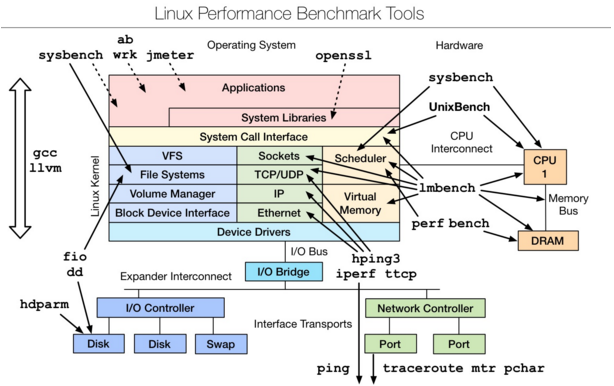 Linux Performance Benchmark Tools
ab
wrk
sysbench
jmeter
Operating System
openssl
Hardware
sysbench
UnixBench
Applications
System Libraries
System Call Interface
gcc
llvm
Linux Kernel
VFS
Sockets
Scheduler
File Systems
TCP/UDP
Volume Manager
IP
Virtual
Memory
Block Device Interface
Ethernet
Device Drivers
CPU
Interconnect
CPU
1
lmbench
Memory
Bus
perf bench
DRAM
fio
dd
I/O Bus
hping3
iperf ttcp
Expander Interconnect
I/O Bridge
hdparm
I/O Controller
Network Controller
Interface Transports
Disk
Disk
Swap
Port
Port
ping
traceroute mtr pchar